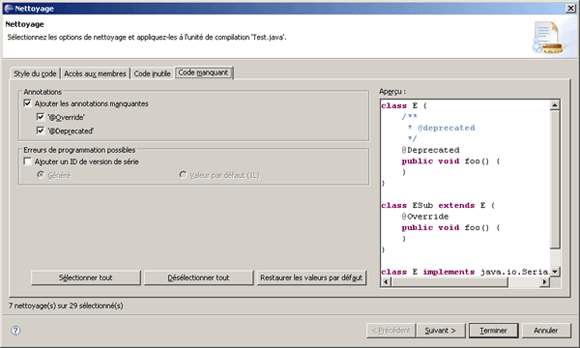 Nettoyage
Nettoyage
Sélectionnez les options de nettoyage et appliquez-les à l'unité de compilation 'Test.java'.
Style du code
Accès aux membres
Code inutile
Code manquant
Annotations
Ajouter les annotations manquantes
'@Override'
'@Deprecated'
Erreurs de programmation possibles
Ajouter un ID de version de série
Généré
Valeur par défaut (1L)
Aperçu :
class E {
/**
* @deprecated
*/
@Deprecated
public void foo() {
}
}
class ESub extends E {
@Override
public void foo() {
}
}
class E implements java.io.Seria
Sélectionner tout
Désélectionner tout
Restaurer les valeurs par défaut
7 nettoyage(s) sur 29 sélectionné(s)
?
< Précédent
Suivant >
Terminer
Annuler